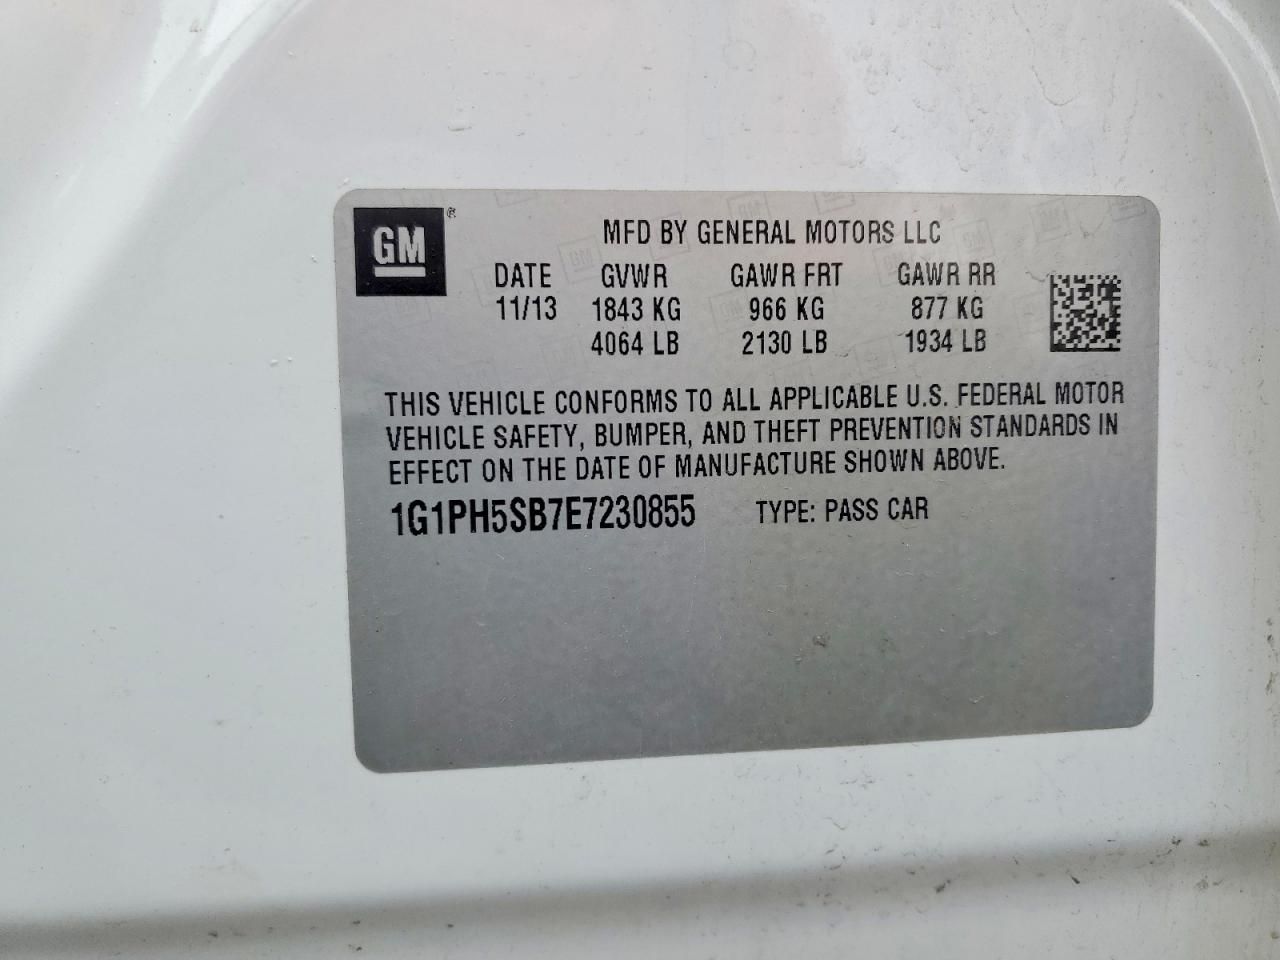 GM ®
MFD BY GENERAL MOTORS LLC
DATE GVWR GAWR FRT GAWR RR
11/13 1843 KG 966 KG 877 KG
4064 LB 2130 LB 1934 LB
THIS VEHICLE CONFORMS TO ALL APPLICABLE U.S. FEDERAL MOTOR
VEHICLE SAFETY, BUMPER, AND THEFT PREVENTION STANDARDS IN
EFFECT ON THE DATE OF MANUFACTURE SHOWN ABOVE.
1G1PH5SB7E7230855 TYPE: PASS CAR